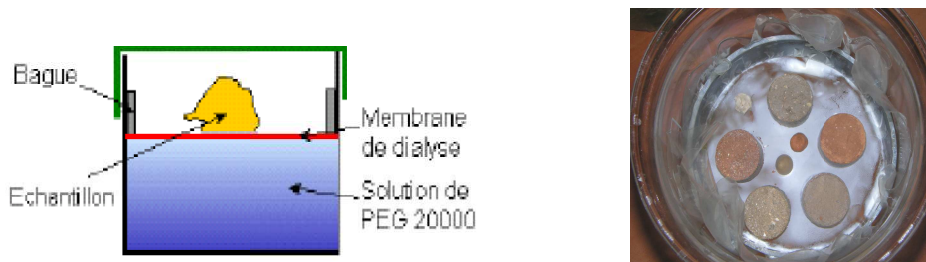 Bague
Membrane
de dialyse
Echantillon
Solution de
PEG 20000